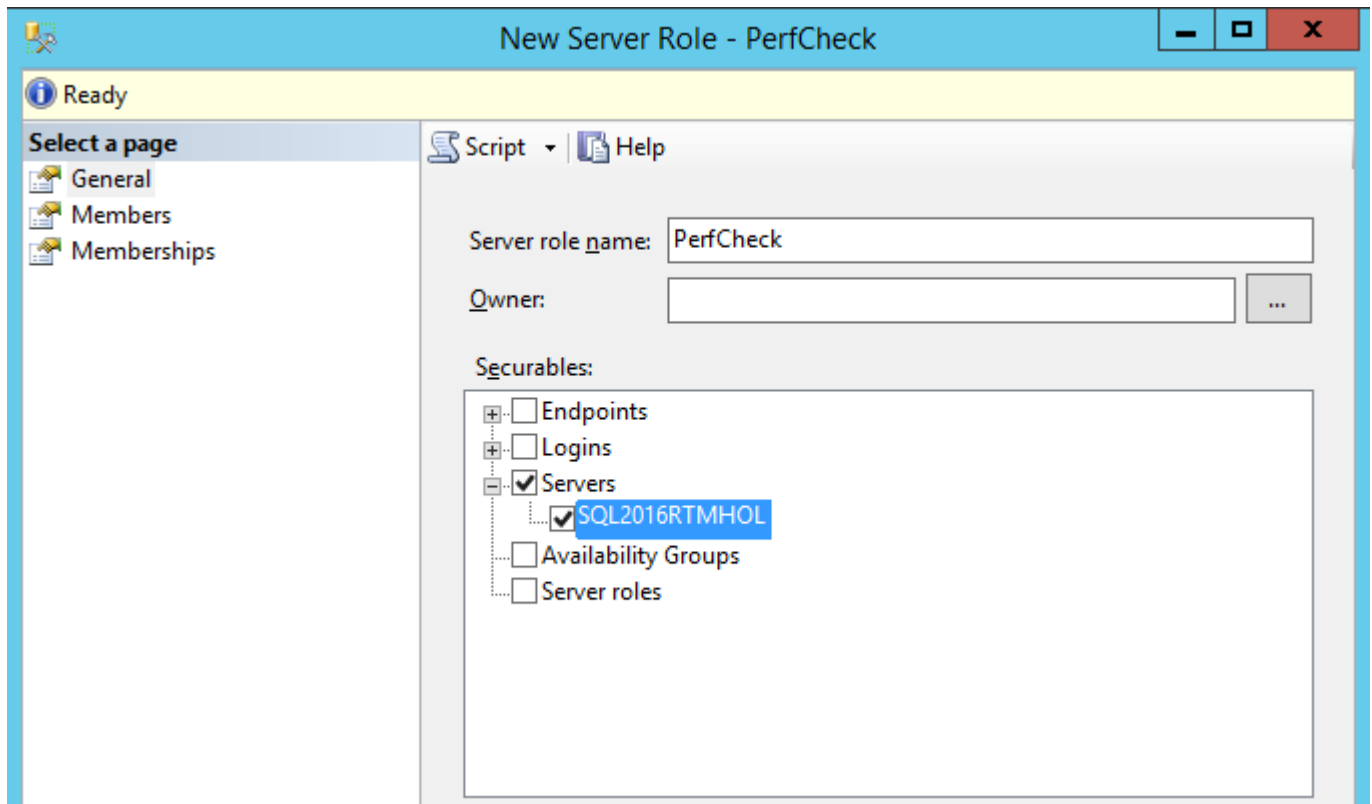 New Server Role - PerfCheck
Ready
Select a page
General
Members
Memberships
Script
Help
Server role name: PerfCheck
Owner:
...
Securables:
Endpoints
Logins
Servers
SQL2016RTMHOL
Availability Groups
Server roles